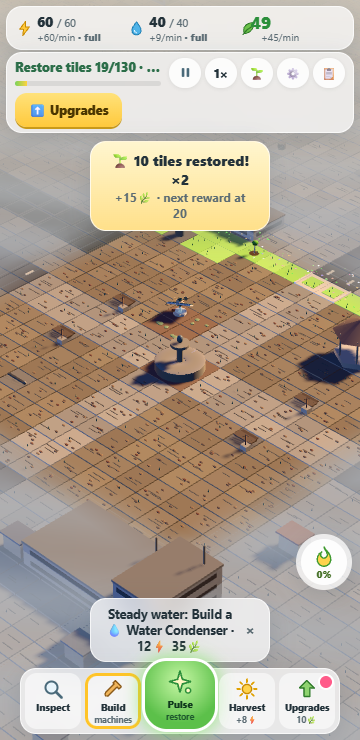 60 / 60
+60/min · full
40 / 40
+9/min · full
49
+45/min
Restore tiles 19/130 · ...
1×
Upgrades
10 tiles restored!
×2
+15 · next reward at
20
0%
Steady water: Build a
Water Condenser ·
12 35
×
Inspect
Build
machines
Pulse
restore
Harvest
+8
Upgrades
10